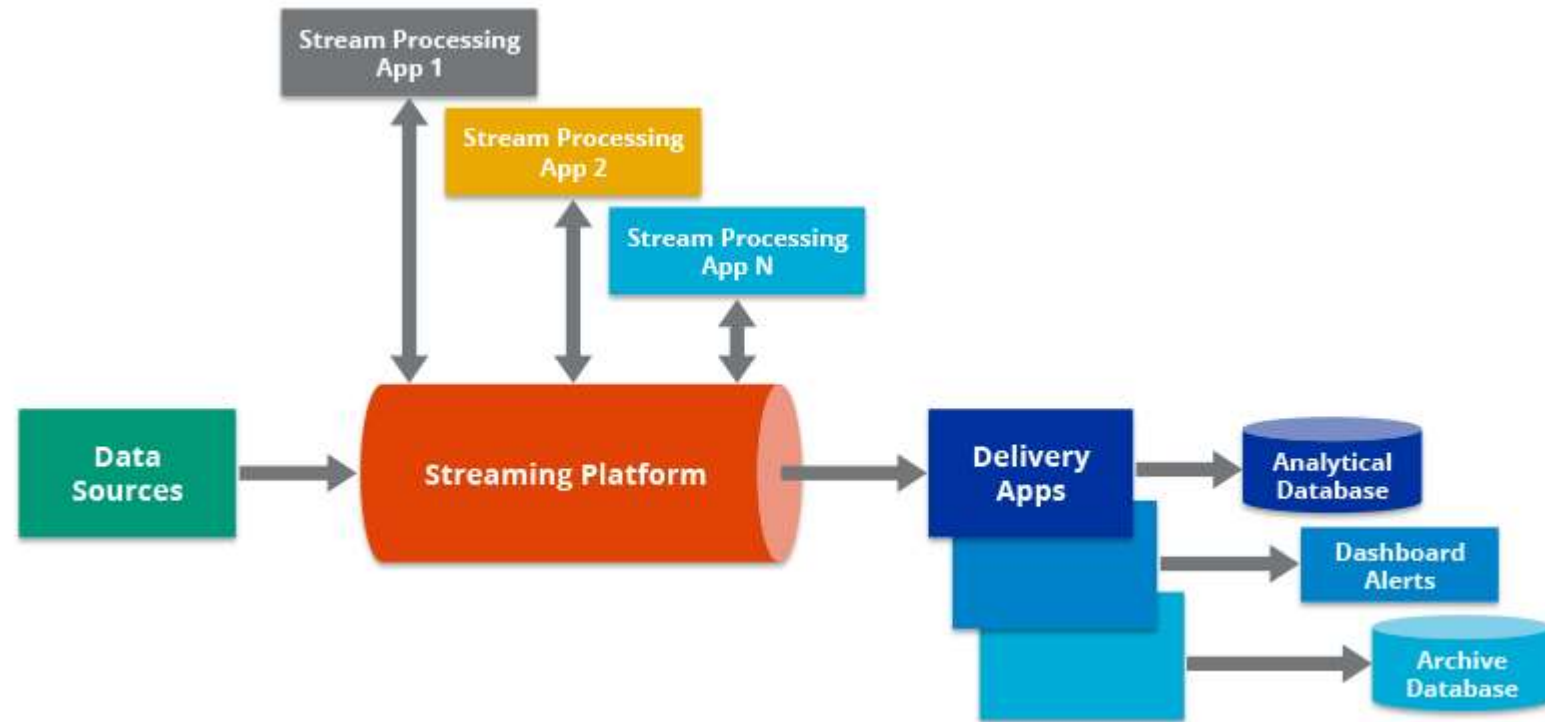 Stream Processing
App 1
Stream Processing
App 2
Stream Processing
App N
Data
Sources
Streaming Platform
Delivery
Apps
Analytical
Database
Dashboard
Alerts
Archive
Database